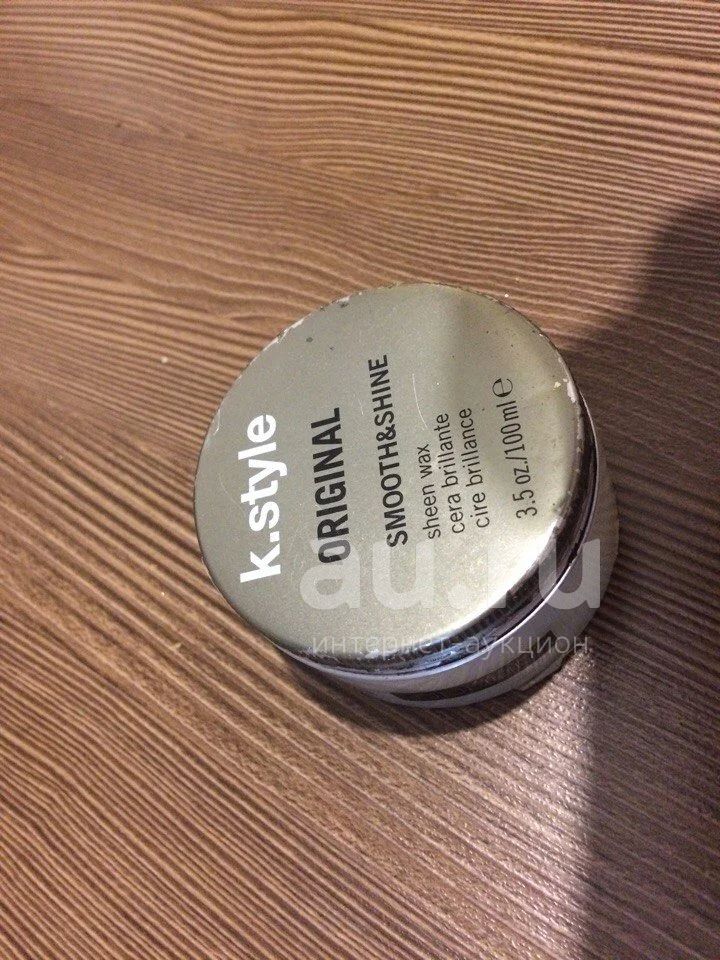 k.style
ORIGINAL
SMOOTH&SHINE
sheen wax
cera brillante
cire brillance
3.5 oz./100ml ℮
au.ru
интернет-аукцион